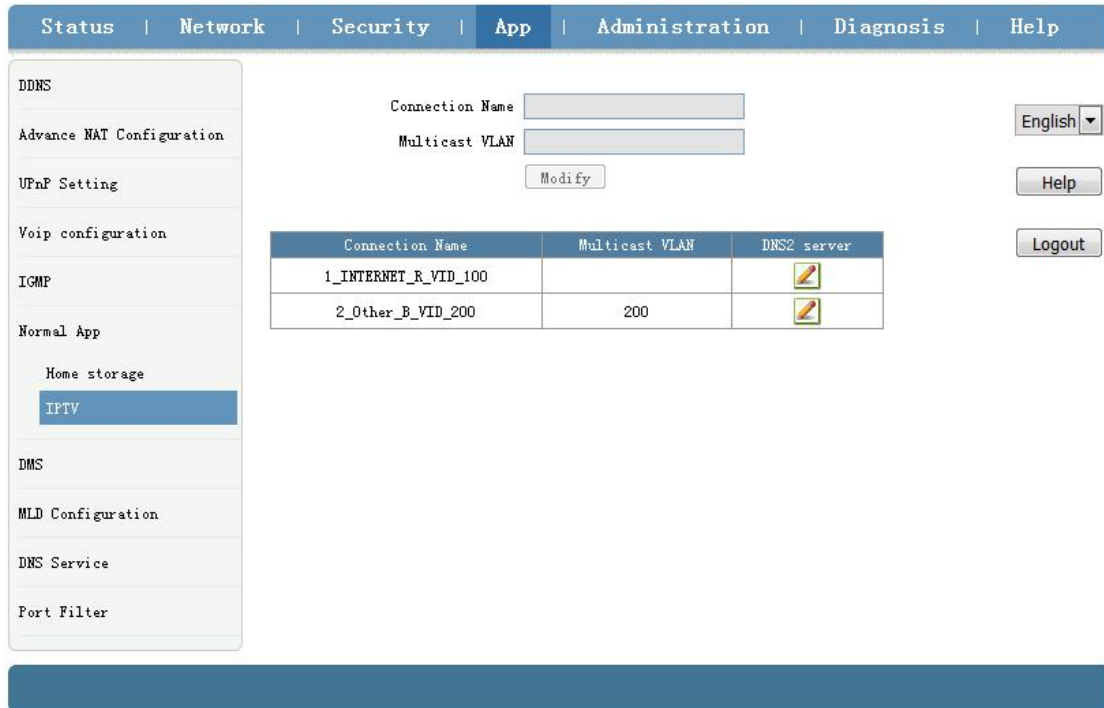 Status | Network | Security | App | Administration | Diagnosis | Help
DDNS
Advance NAT Configuration
UPnP Setting
Voip configuration
IGMP
Normal App
Home storage
IPTV
DMS
MLD Configuration
DNS Service
Port Filter
Connection Name
Multicast VLAN
Modify
Connection Name Multicast VLAN DNS2 server
1_INTERNET_R_VID_100
2_Other_B_VID_200 200
English
Help
Logout